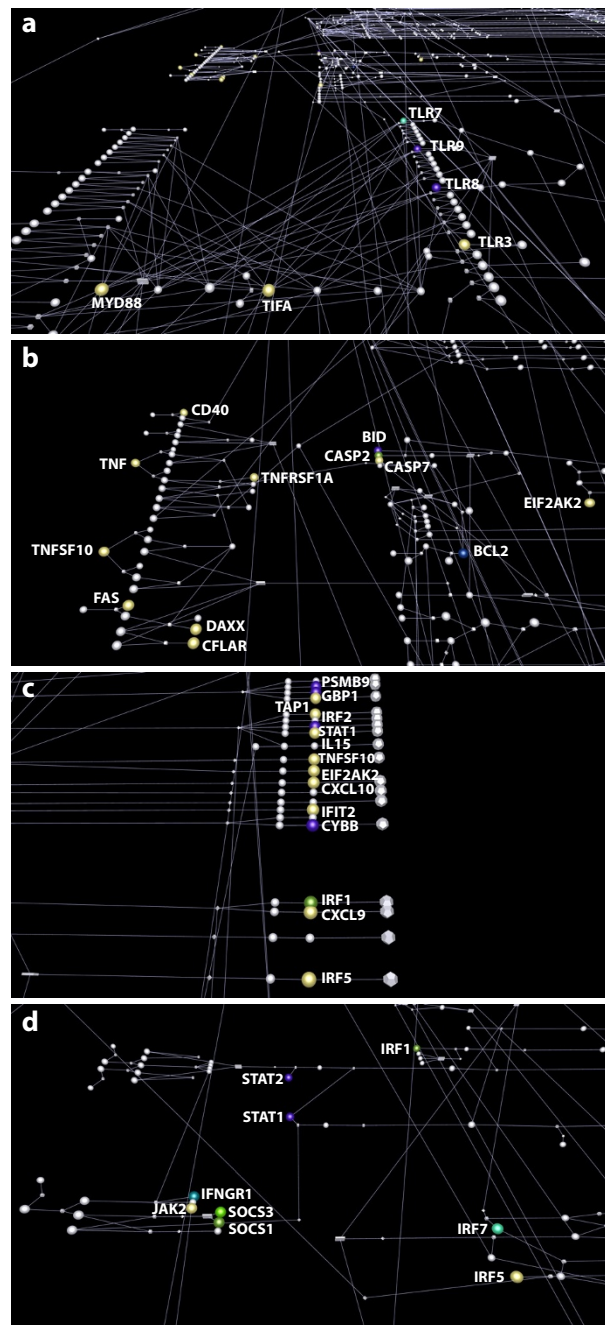 a
TLR7
TLR9
TLR8
TLR3
MYD88
TIFA
b
CD40
BID
CASP2
CASP7
TNF
TNFRSF1A
EIF2AK2
TNFSF10
BCL2
FAS
DAXX
CFLAR
c
PSMB9
GBP1
TAP1
IRF2
STAT1
IL15
TNFSF10
EIF2AK2
CXCL10
IFIT2
CYBB
IRF1
CXCL9
IRF5
d
IRF1
STAT2
STAT1
IFNGR1
JAK2
SOCS3
SOCS1
IRF7
IRF5